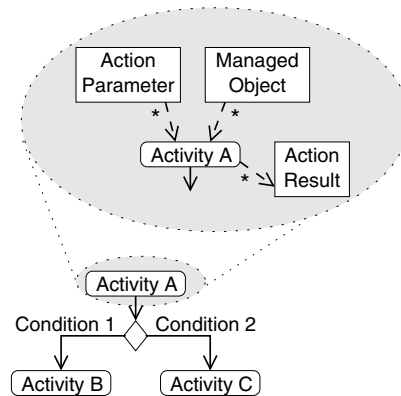 Action
Parameter
Managed
Object
*
*
Activity A
*
Action
Result
Activity A
Condition 1
Condition 2
Activity B
Activity C